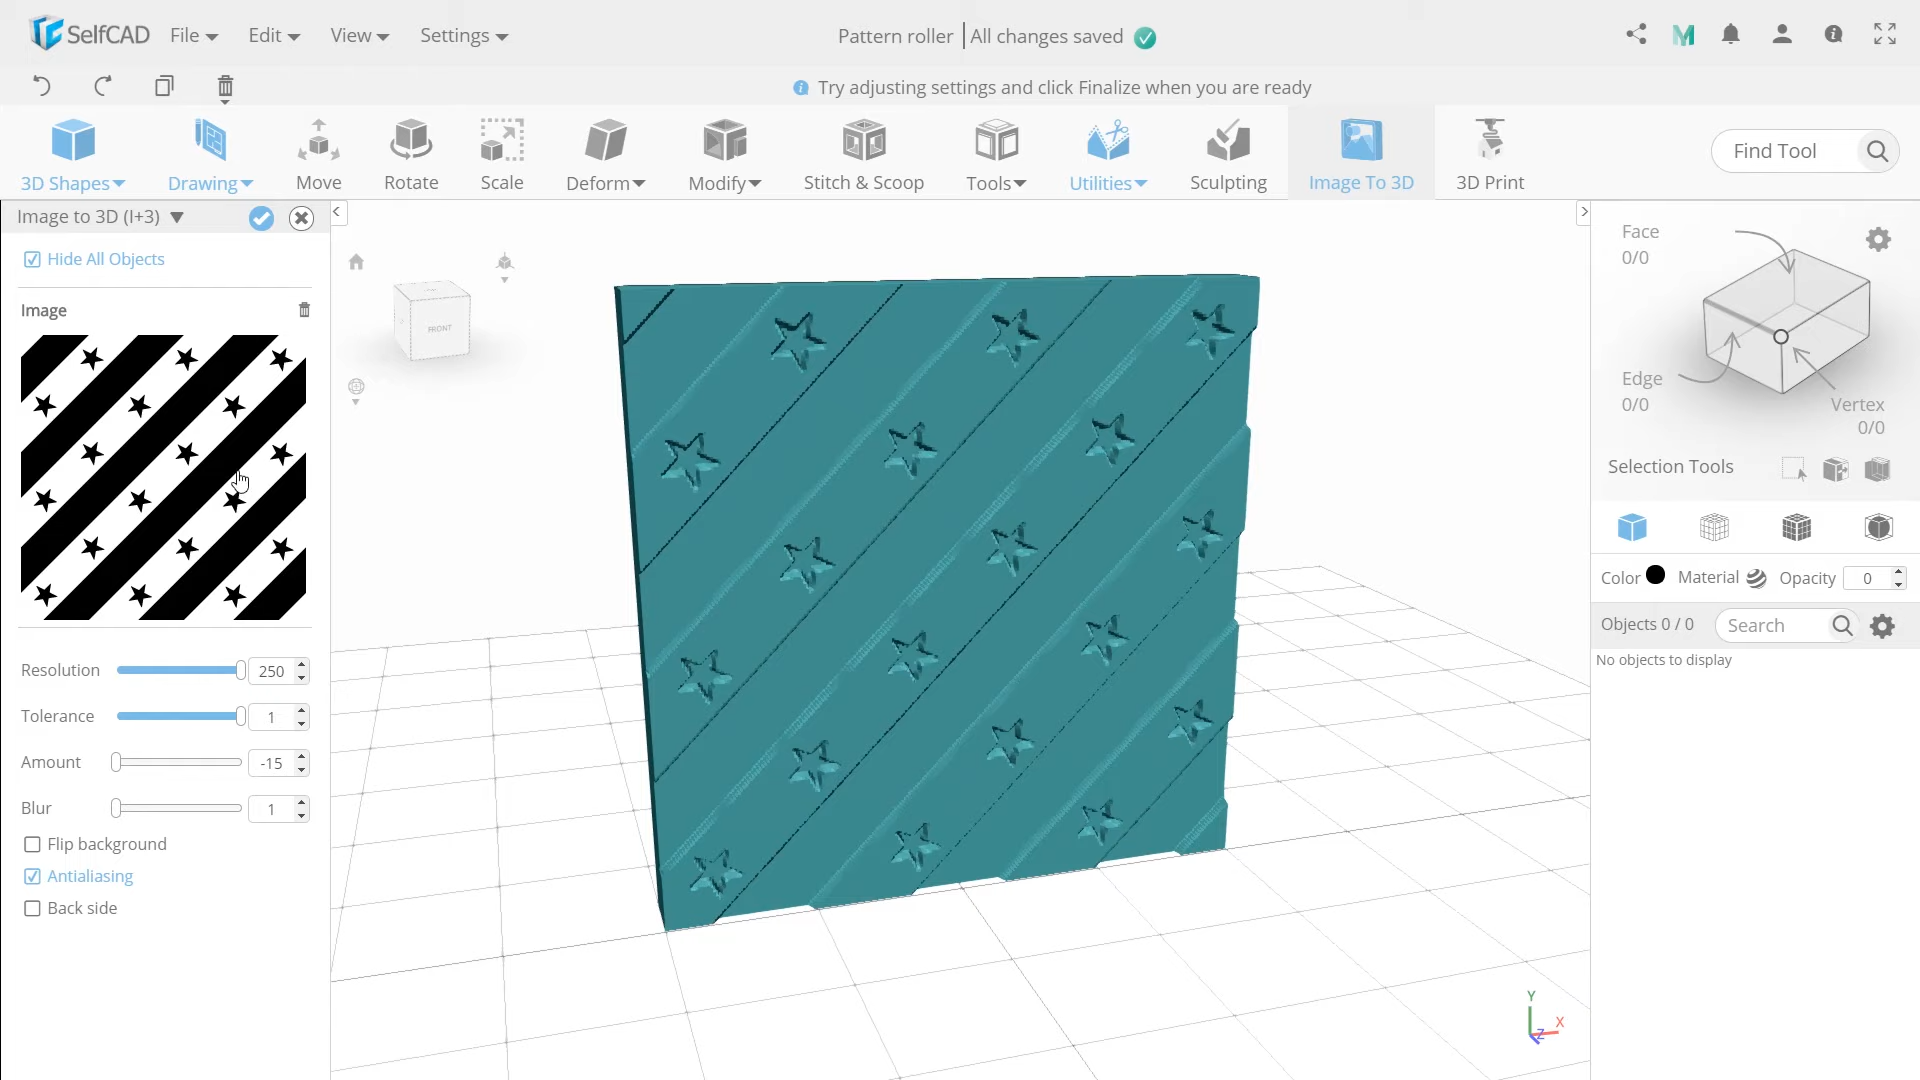 SelfCAD File Edit View Settings
Pattern roller All changes saved
Try adjusting settings and click Finalize when you are ready
3D Shapes Drawing Move Rotate Scale Deform Modify Stitch & Scoop Tools Utilities Sculpting Image To 3D 3D Print
Find Tool
Image to 3D (I+3)
Hide All Objects
Image
Resolution 250
Tolerance 1
Amount -15
Blur 1
Flip background
Antialiasing
Back side
FRONT
Y
X
Z
Face
0/0
Edge
0/0
Vertex
0/0
Selection Tools
Color Material Opacity 0
Objects 0 / 0 Search
No objects to display